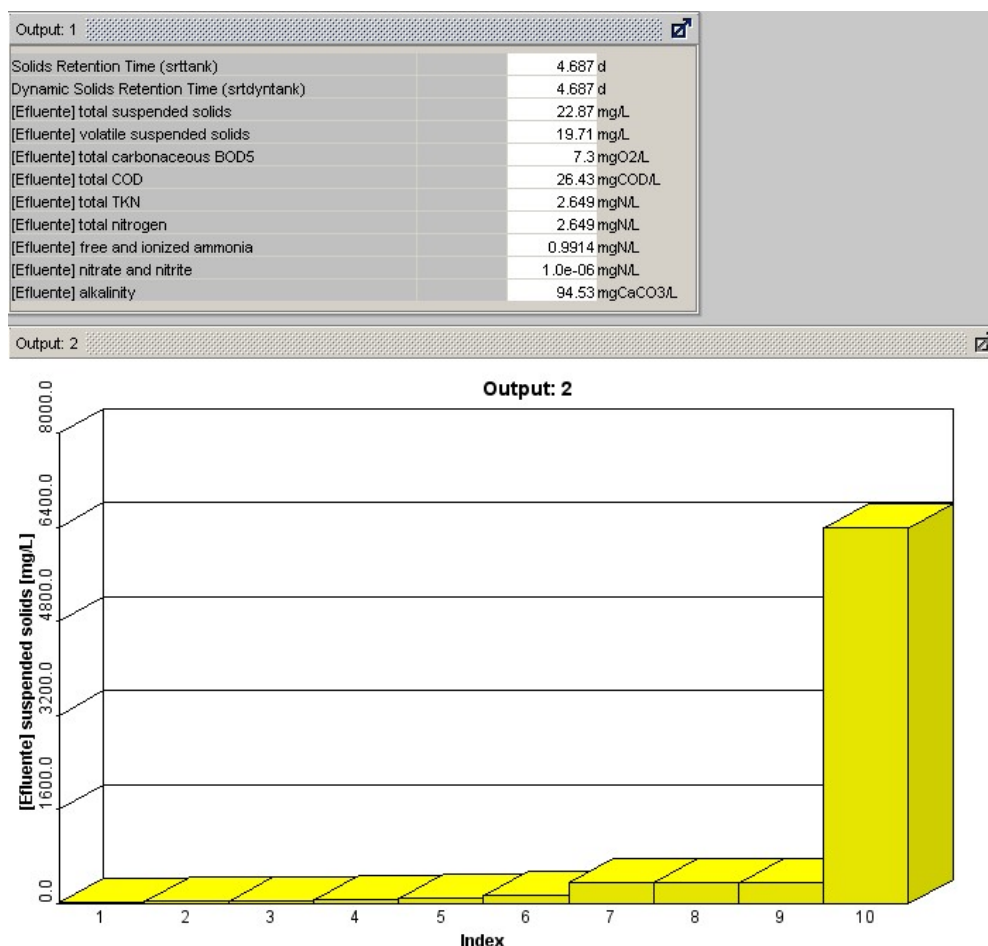 Output: 1
Solids Retention Time (srttank) 4.687 d
Dynamic Solids Retention Time (srtdyntank) 4.687 d
[Efluente] total suspended solids 22.87 mg/L
[Efluente] volatile suspended solids 19.71 mg/L
[Efluente] total carbonaceous BOD5 7.3 mgO2/L
[Efluente] total COD 26.43 mgCOD/L
[Efluente] total TKN 2.649 mgN/L
[Efluente] total nitrogen 2.649 mgN/L
[Efluente] free and ionized ammonia 0.9914 mgN/L
[Efluente] nitrate and nitrite 1.0e-06 mgN/L
[Efluente] alkalinity 94.53 mgCaCO3/L
Output: 2
Output: 2
[Efluente] suspended solids [mg/L]
8000.0
6400.0
4800.0
3200.0
1600.0
0.0
1 2 3 4 5 6 7 8 9 10
Index